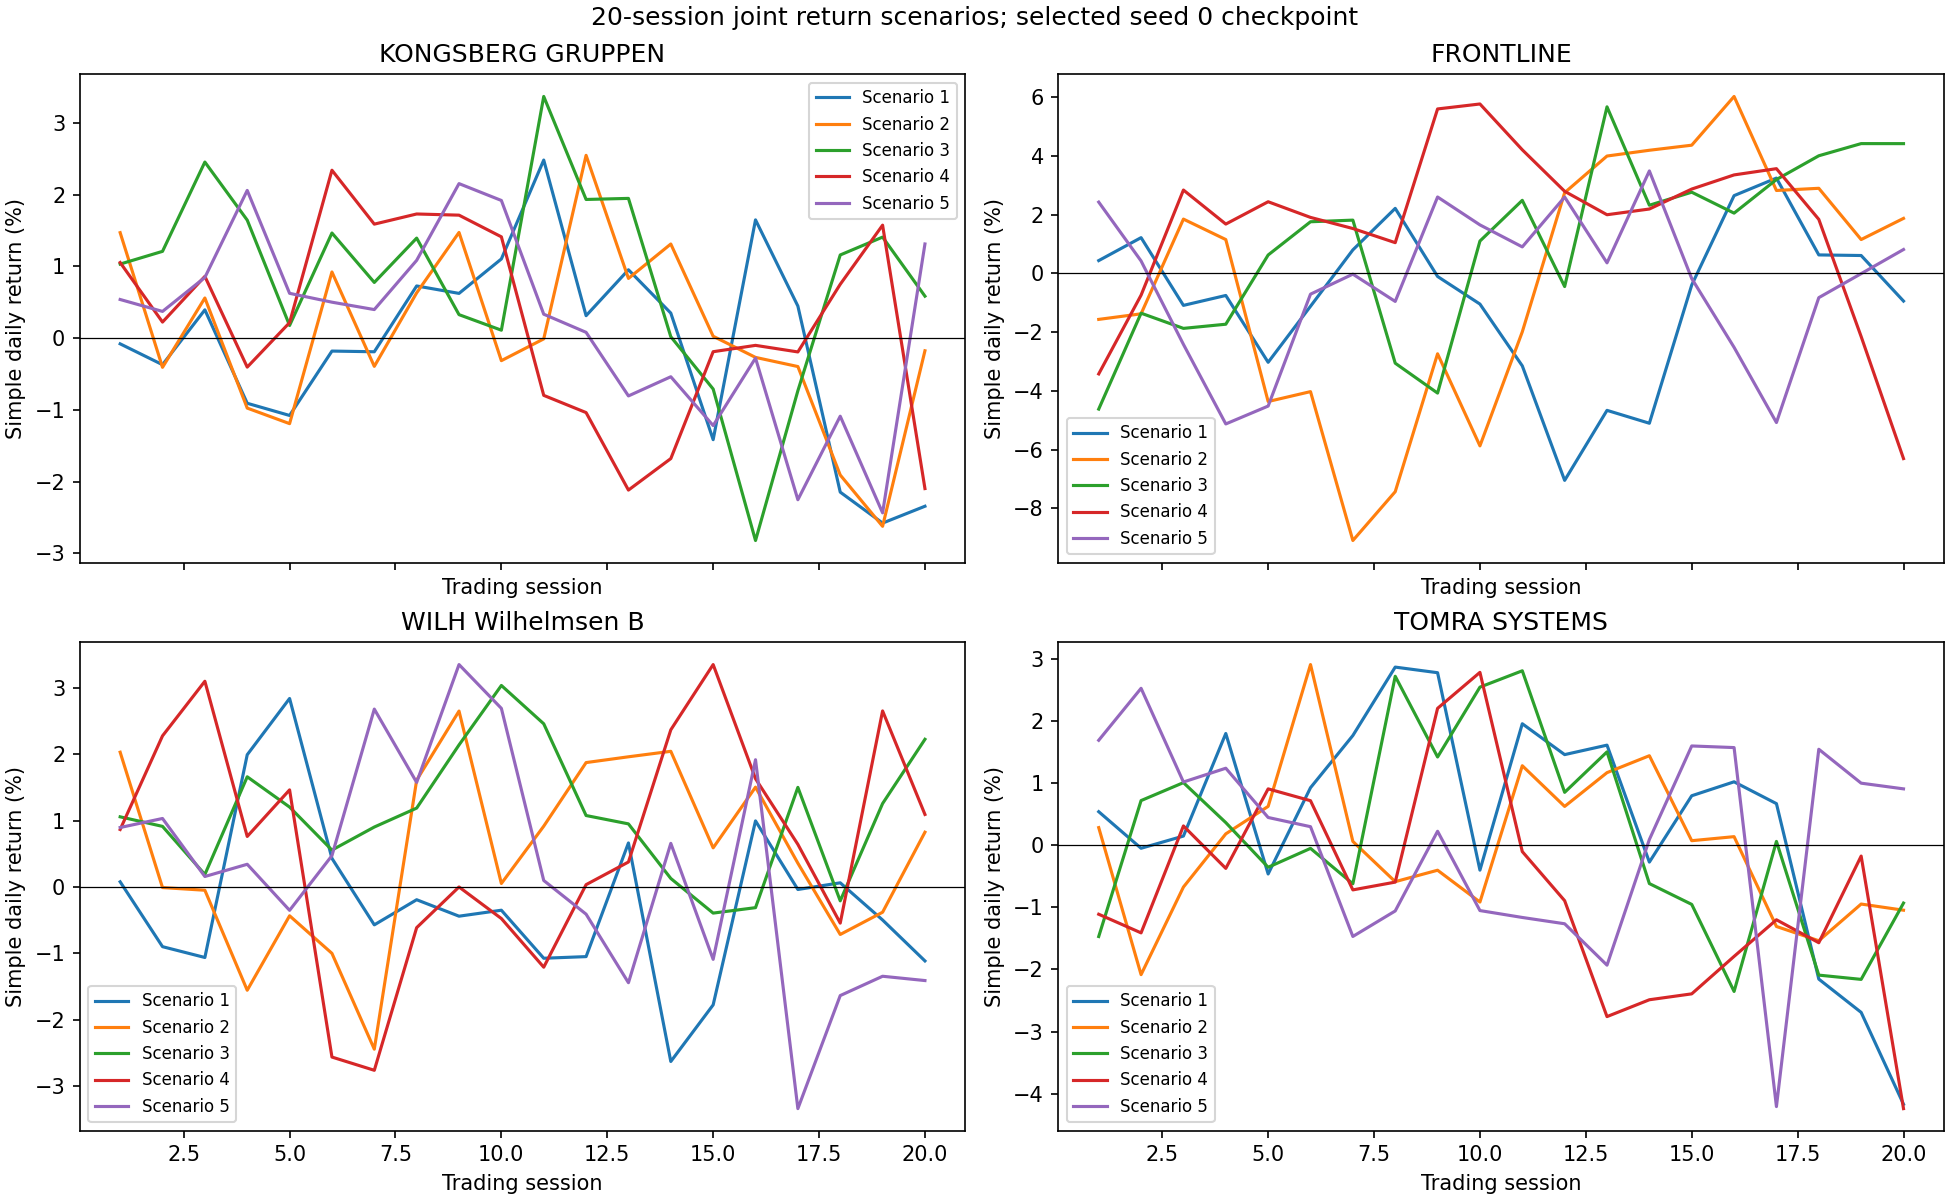 20-session joint return scenarios; selected seed 0 checkpoint
KONGSBERG GRUPPEN
Simple daily return (%)
3
2
1
0
−1
−2
−3
Scenario 1
Scenario 2
Scenario 3
Scenario 4
Scenario 5
Trading session
FRONTLINE
Simple daily return (%)
6
4
2
0
−2
−4
−6
−8
Scenario 1
Scenario 2
Scenario 3
Scenario 4
Scenario 5
Trading session
WILH Wilhelmsen B
Simple daily return (%)
3
2
1
0
−1
−2
−3
Scenario 1
Scenario 2
Scenario 3
Scenario 4
Scenario 5
2.5 5.0 7.5 10.0 12.5 15.0 17.5 20.0
Trading session
TOMRA SYSTEMS
Simple daily return (%)
3
2
1
0
−1
−2
−3
−4
Scenario 1
Scenario 2
Scenario 3
Scenario 4
Scenario 5
2.5 5.0 7.5 10.0 12.5 15.0 17.5 20.0
Trading session